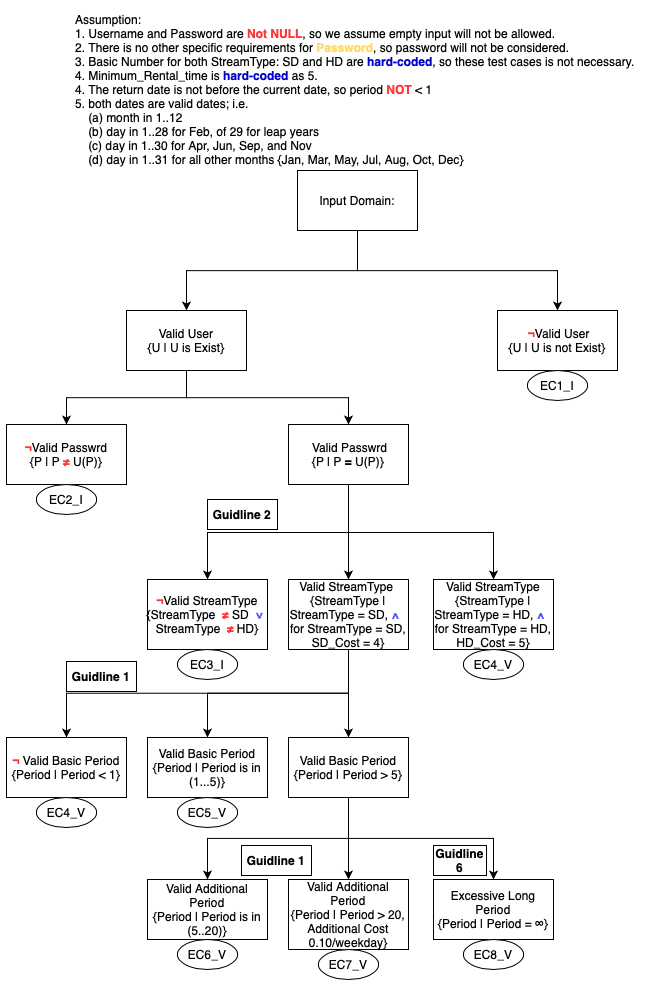 Assumption:
1. Username and Password are Not NULL, so we assume empty input will not be allowed.
2. There is no other specific requirements for Password, so password will not be considered.
3. Basic Number for both StreamType: SD and HD are hard-coded, so these test cases is not necessary.
4. Minimum_Rental_time is hard-coded as 5.
4. The return date is not before the current date, so period NOT < 1
5. both dates are valid dates; i.e.
(a) month in 1..12
(b) day in 1..28 for Feb, of 29 for leap years
(c) day in 1..30 for Apr, Jun, Sep, and Nov
(d) day in 1..31 for all other months {Jan, Mar, May, Jul, Aug, Oct, Dec}
Input Domain:
Valid User
{U | U is Exist}
¬Valid User
{U | U is not Exist}
EC1_I
¬Valid Passwrd
{P | P ≠ U(P)}
EC2_I
Valid Passwrd
{P | P = U(P)}
Guidline 2
¬Valid StreamType
{StreamType ≠ SD ∨
StreamType ≠ HD}
EC3_I
Valid StreamType
{StreamType |
StreamType = SD, ∧
for StreamType = SD,
SD_Cost = 4}
Valid StreamType
{StreamType |
StreamType = HD, ∧
for StreamType = HD,
HD_Cost = 5}
EC4_V
Guidline 1
¬ Valid Basic Period
{Period | Period < 1}
EC4_V
Valid Basic Period
{Period | Period is in
(1...5)}
EC5_V
Valid Basic Period
{Period | Period > 5}
Guidline 1
Guidline
6
Valid Additional
Period
{Period | Period is in
(5..20)}
EC6_V
Valid Additional
Period
{Period | Period > 20,
Additional Cost
0.10/weekday}
EC7_V
Excessive Long
Period
{Period | Period = ∞}
EC8_V